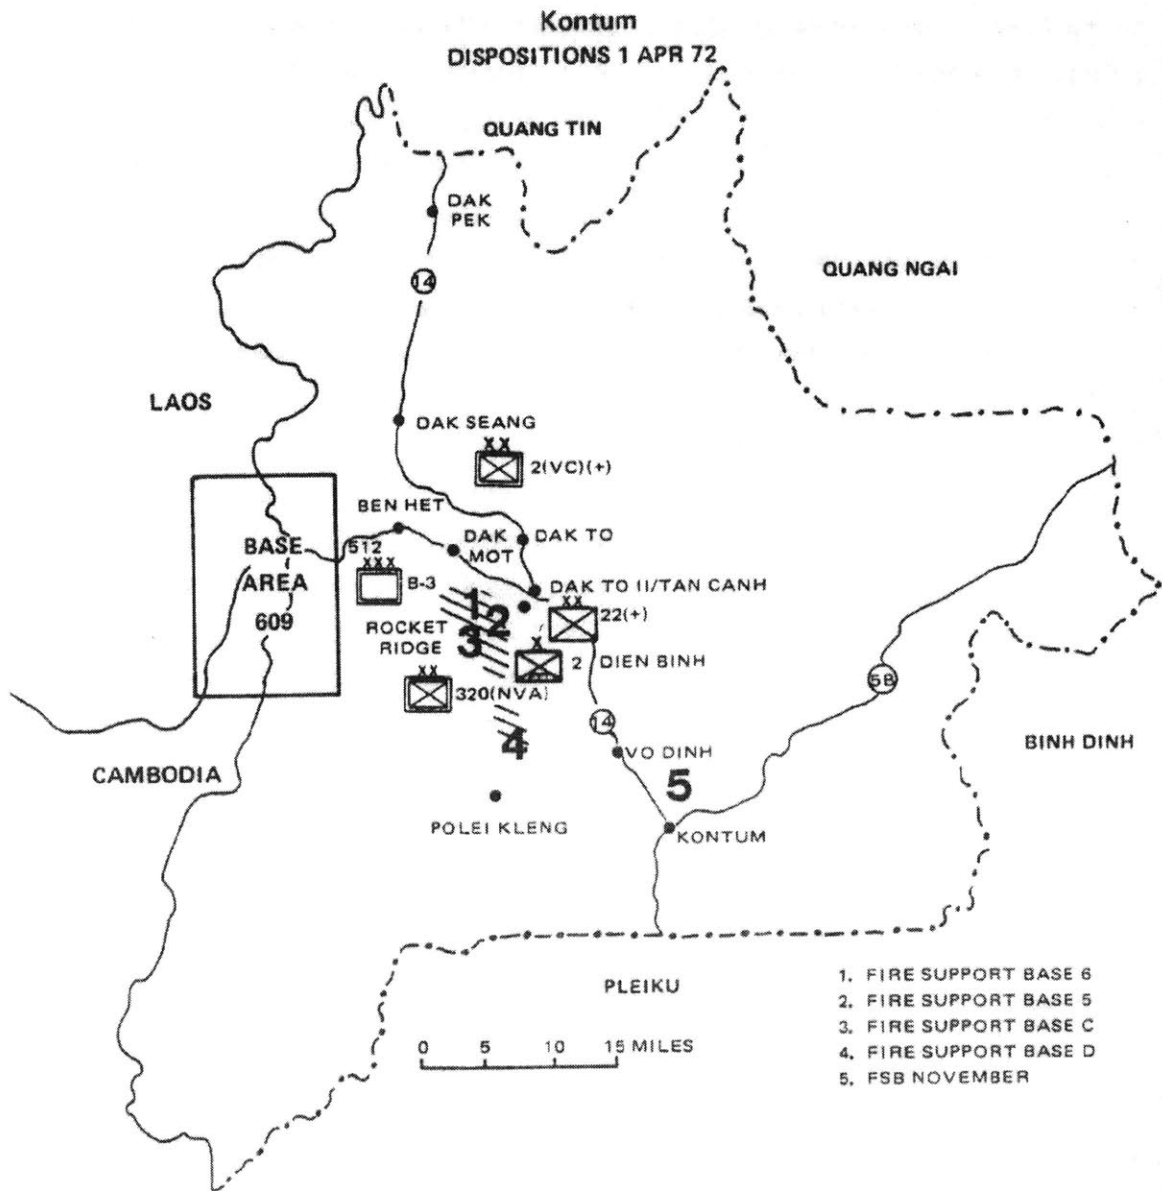 Kontum
DISPOSITIONS 1 APR 72
QUANG TIN
DAK
PEK
14
QUANG NGAI
LAOS
DAK SEANG
XX
2(VC)(+)
BEN HET
512
XXX
B-3
DAK
MOT
DAK TO
BASE
AREA
609
DAK TO II/TAN CANH
XX
22(+)
1
2
3
ROCKET
RIDGE
X
2
DIEN BINH
XX
320(NVA)
5B
14
4
VO DINH
BINH DINH
CAMBODIA
5
POLEI KLENG
KONTUM
PLEIKU
0 5 10 15 MILES
1. FIRE SUPPORT BASE 6
2. FIRE SUPPORT BASE 5
3. FIRE SUPPORT BASE C
4. FIRE SUPPORT BASE D
5. FSB NOVEMBER